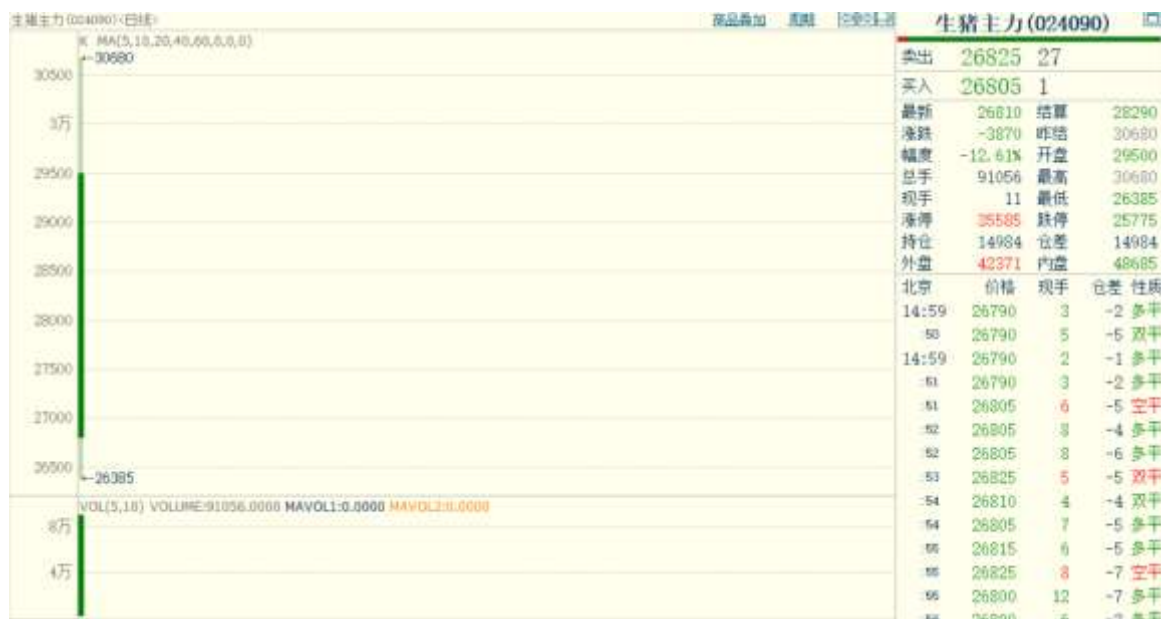 生猪主力(024090)<日线>
商品叠加 周期
K MA(5,10,20,40,60,0,0,0)
30680
30500
3万
29500
29000
28500
28000
27500
27000
26500
26385
VOL(5,10) VOLUME:91056.0000 MAVOL1:0.0000 MAVOL2:0.0000
8万
4万
生猪主力(024090)
卖出 26825 27
买入 26805 1
最新 26810 结算 28290
涨跌 -3870 昨结 30680
幅度 -12.61% 开盘 29500
总手 91056 最高 30680
现手 11 最低 26385
涨停 35585 跌停 25775
持仓 14984 仓差 14984
外盘 42371 内盘 48685
北京 价格 现手 仓差 性质
14:59 26790 3 -2 多平
:50 26790 5 -5 双平
14:59 26790 2 -1 多平
:51 26790 3 -2 多平
:51 26805 6 -5 空平
:52 26805 8 -4 多平
:52 26805 8 -6 多平
:53 26825 5 -5 双平
:54 26810 4 -4 双平
:54 26805 7 -5 多平
:55 26815 6 -5 多平
:55 26825 8 -7 空平
:56 26800 12 -7 多平